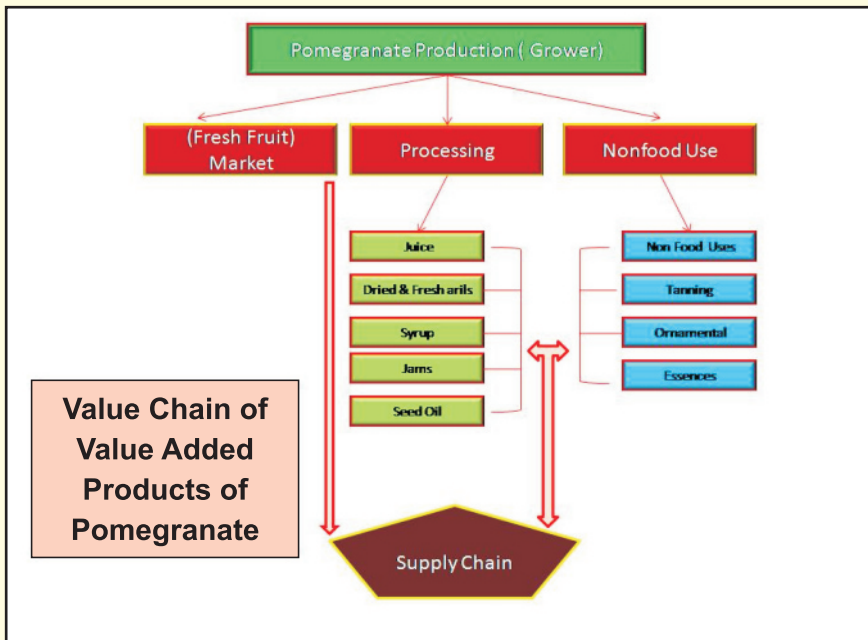 Pomegranate Production ( Grower)
(Fresh Fruit)
Market
Processing
Nonfood Use
Juice
Dried & Fresh arils
Syrup
Jams
Seed Oil
Non Food Uses
Tanning
Ornamental
Essences
Value Chain of
Value Added
Products of
Pomegranate
Supply Chain